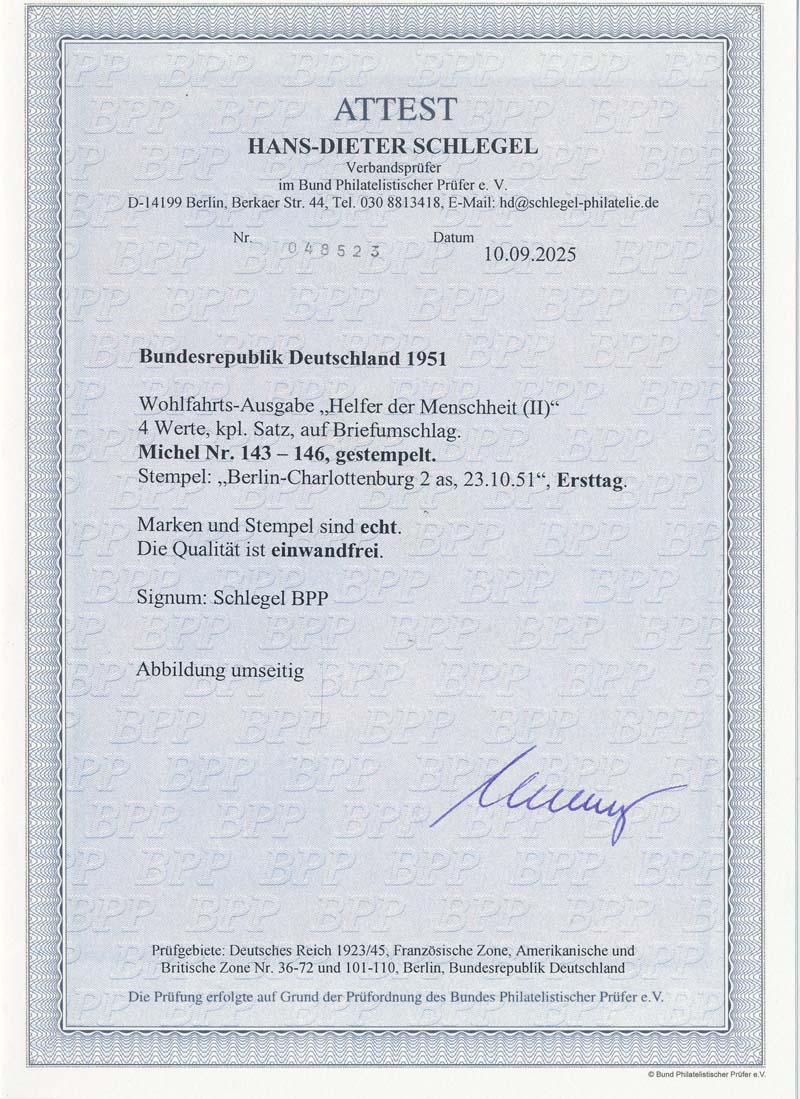 ATTEST
HANS-DIETER SCHLEGEL
Verbandsprüfer
im Bund Philatelistischer Prüfer e. V.
D-14199 Berlin, Berkaer Str. 44, Tel. 030 8813418, E-Mail: hd@schlegel-philatelie.de
Nr. 048523 Datum 10.09.2025
Bundesrepublik Deutschland 1951
Wohlfahrts-Ausgabe „Helfer der Menschheit (II)“
4 Werte, kpl. Satz, auf Briefumschlag.
Michel Nr. 143 – 146, gestempelt.
Stempel: „Berlin-Charlottenburg 2 as, 23.10.51“, Ersttag.
Marken und Stempel sind echt.
Die Qualität ist einwandfrei.
Signum: Schlegel BPP
Abbildung umseitig
Prüfgebiete: Deutsches Reich 1923/45, Französische Zone, Amerikanische und
Britische Zone Nr. 36-72 und 101-110, Berlin, Bundesrepublik Deutschland
Die Prüfung erfolgte auf Grund der Prüfordnung des Bundes Philatelistischer Prüfer e.V.
© Bund Philatelistischer Prüfer e.V.